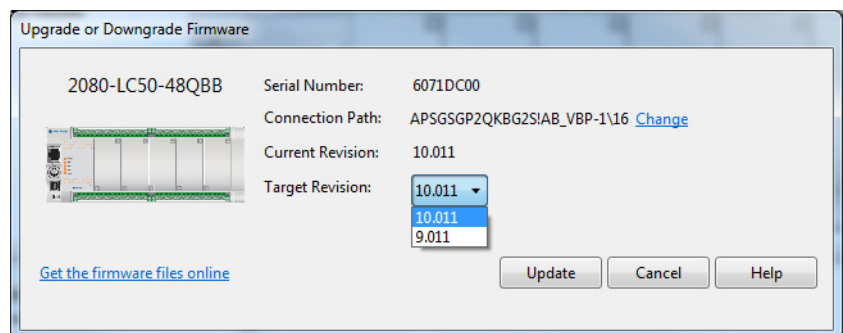 Upgrade or Downgrade Firmware
2080-LC50-48QBB
Serial Number: 6071DC00
Connection Path: APSGSGP2QKBG2S!AB_VBP-1\16 Change
Current Revision: 10.011
Target Revision: 10.011
10.011
9.011
Get the firmware files online
Update Cancel Help